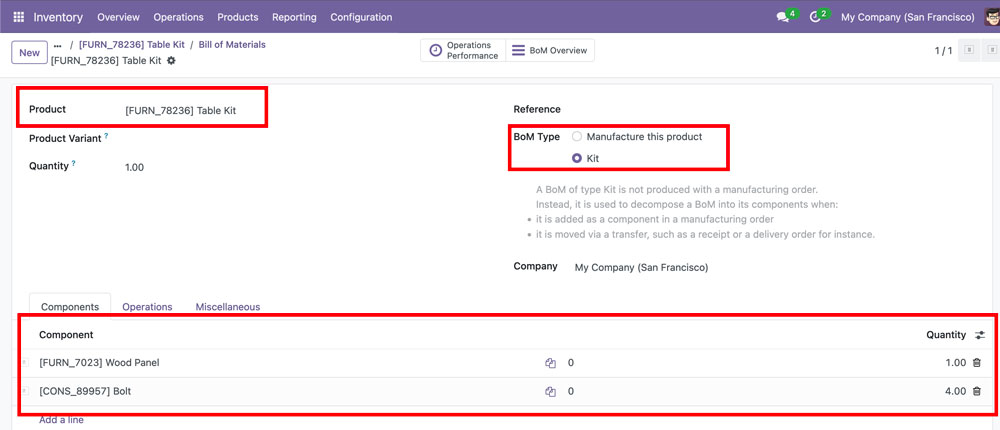 Inventory Overview Operations Products Reporting Configuration 4 2 My Company (San Francisco)
New ... / [FURN_78236] Table Kit / Bill of Materials
[FURN_78236] Table Kit
Operations Performance
BoM Overview
1 / 1
Product [FURN_78236] Table Kit
Product Variant ?
Quantity ? 1.00
Reference
BoM Type Manufacture this product
Kit
A BoM of type Kit is not produced with a manufacturing order.
Instead, it is used to decompose a BoM into its components when:
• it is added as a component in a manufacturing order
• it is moved via a transfer, such as a receipt or a delivery order for instance.
Company My Company (San Francisco)
Components Operations Miscellaneous
Component Quantity
[FURN_7023] Wood Panel 0 1.00
[CONS_89957] Bolt 0 4.00
Add a line